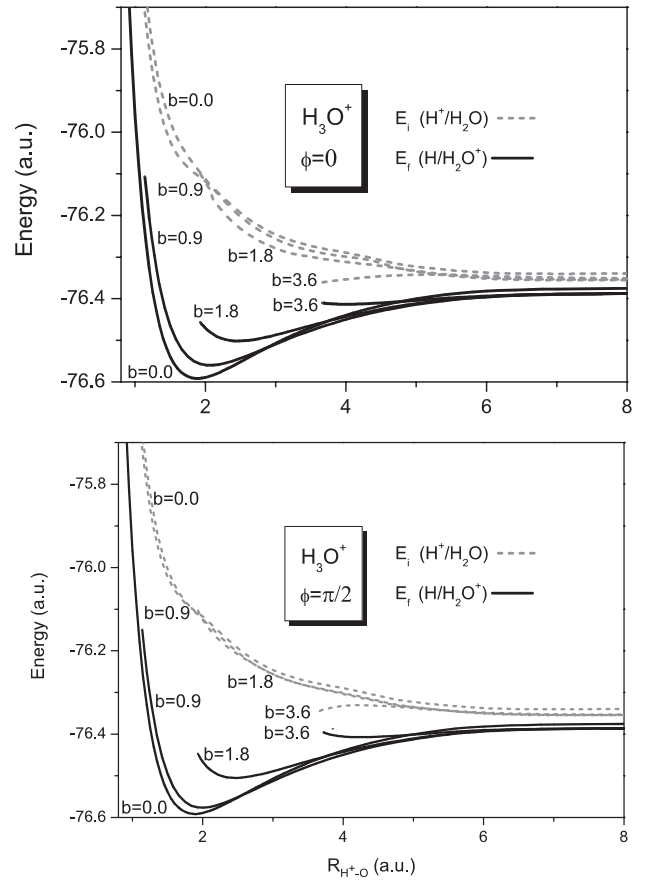 -75.8
-76.0
-76.2
-76.4
-76.6
Energy (a.u.)
H₃O⁺
ϕ=0
Eᵢ (H⁺/H₂O)
E_f (H/H₂O⁺)
b=0.0
b=0.9
b=0.9
b=1.8
b=3.6
b=3.6
b=1.8
b=0.0
2 4 6 8
-75.8
-76.0
-76.2
-76.4
-76.6
Energy (a.u.)
H₃O⁺
ϕ=π/2
Eᵢ (H⁺/H₂O)
E_f (H/H₂O⁺)
b=0.0
b=0.9
b=0.9
b=1.8
b=3.6
b=3.6
b=1.8
b=0.0
2 4 6 8
R_H⁺-O (a.u.)